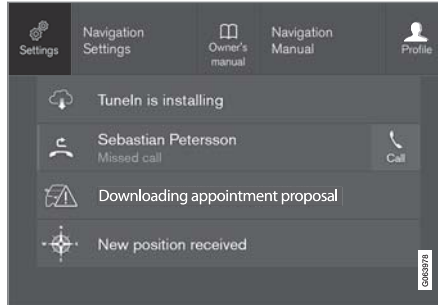 Settings
Navigation
Settings
Owner's
manual
Navigation
Manual
Profile
TuneIn is installing
Sebastian Petersson
Missed call
Call
Downloading appointment proposal
New position received
G063978